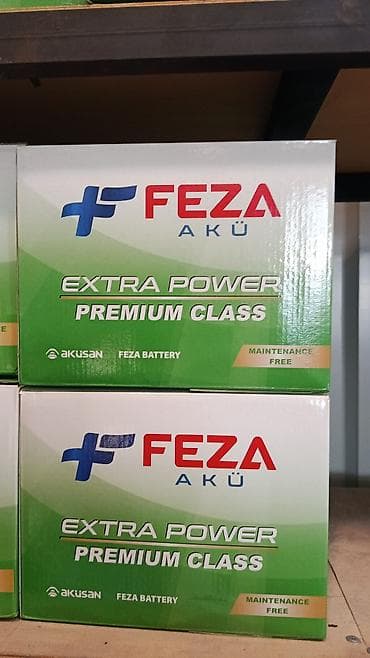 FEZA
AKÜ
EXTRA POWER
PREMIUM CLASS
akusan FEZA BATTERY
MAINTENANCE
FREE
FEZA
AKÜ
EXTRA POWER
PREMIUM CLASS
akusan FEZA BATTERY
MAINTENANCE
FREE